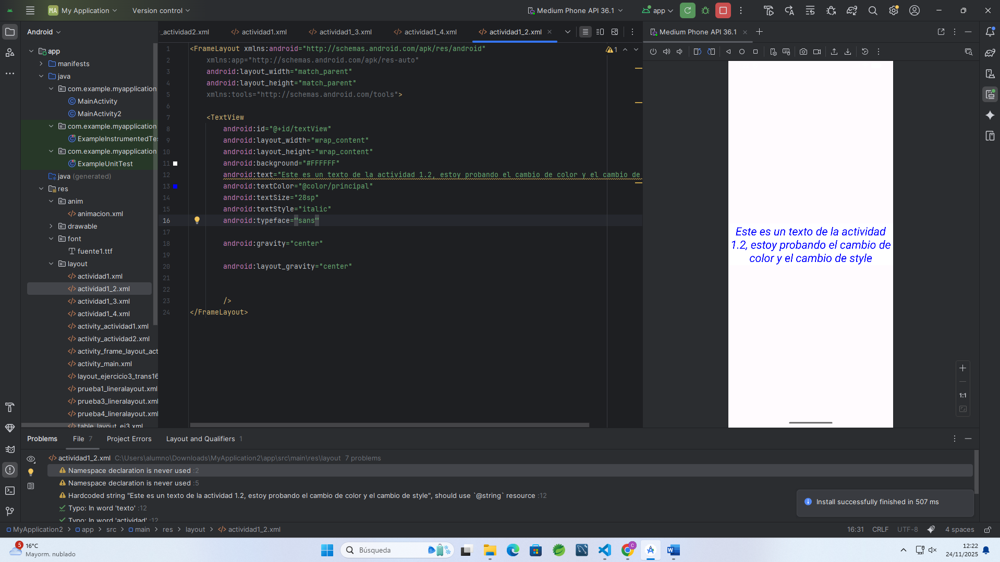 MA My Application
Version control
Medium Phone API 36.1
app
Android
_actividad2.xml
actividad1.xml
actividad1_3.xml
actividad1_4.xml
actividad1_2.xml
Medium Phone API 36.1
app
manifests
java
com.example.myapplication
MainActivity
MainActivity2
com.example.myapplication
ExampleInstrumentedTe
com.example.myapplication
ExampleUnitTest
java (generated)
res
anim
animacion.xml
drawable
font
fuente1.ttf
layout
actividad1.xml
actividad1_2.xml
actividad1_3.xml
actividad1_4.xml
activity_actividad1.xml
activity_actividad2.xml
activity_frame_layout_act
activity_main.xml
layout_ejercicio3_trans16
prueba1_lineralayout.xml
prueba3_lineralayout.xml
prueba4_lineralayout.xml
table_layout_ej3.xml
1 <FrameLayout xmlns:android="http://schemas.android.com/apk/res/android"
2 xmlns:app="http://schemas.android.com/apk/res-auto"
3 android:layout_width="match_parent"
4 android:layout_height="match_parent"
5 xmlns:tools="http://schemas.android.com/tools">
6
7 <TextView
8 android:id="@+id/textView"
9 android:layout_width="wrap_content"
10 android:layout_height="wrap_content"
11 android:background="#FFFFFF"
12 android:text="Este es un texto de la actividad 1.2, estoy probando el cambio de color y el cambio de
13 android:textColor="@color/principal"
14 android:textSize="28sp"
15 android:textStyle="italic"
16 android:typeface="sans"
17
18 android:gravity="center"
19
20 android:layout_gravity="center"
21
22
23 />
24 </FrameLayout>
1
Este es un texto de la actividad
1.2, estoy probando el cambio de
color y el cambio de style
1:1
Problems
File 7
Project Errors
Layout and Qualifiers 1
actividad1_2.xml C:\Users\alumno\Downloads\MyApplication2\app\src\main\res\layout 7 problems
Namespace declaration is never used :2
Namespace declaration is never used :5
Hardcoded string "Este es un texto de la actividad 1.2, estoy probando el cambio de color y el cambio de style", should use `@string` resource :12
Typo: In word 'texto' :12
Typo: In word 'actividad' :12
Install successfully finished in 507 ms
MyApplication2 > app > src > main > res > layout > actividad1_2.xml
16:31 CRLF UTF-8 4 spaces
5
16°C
Mayorm. nublado
Búsqueda
C
12:22
24/11/2025